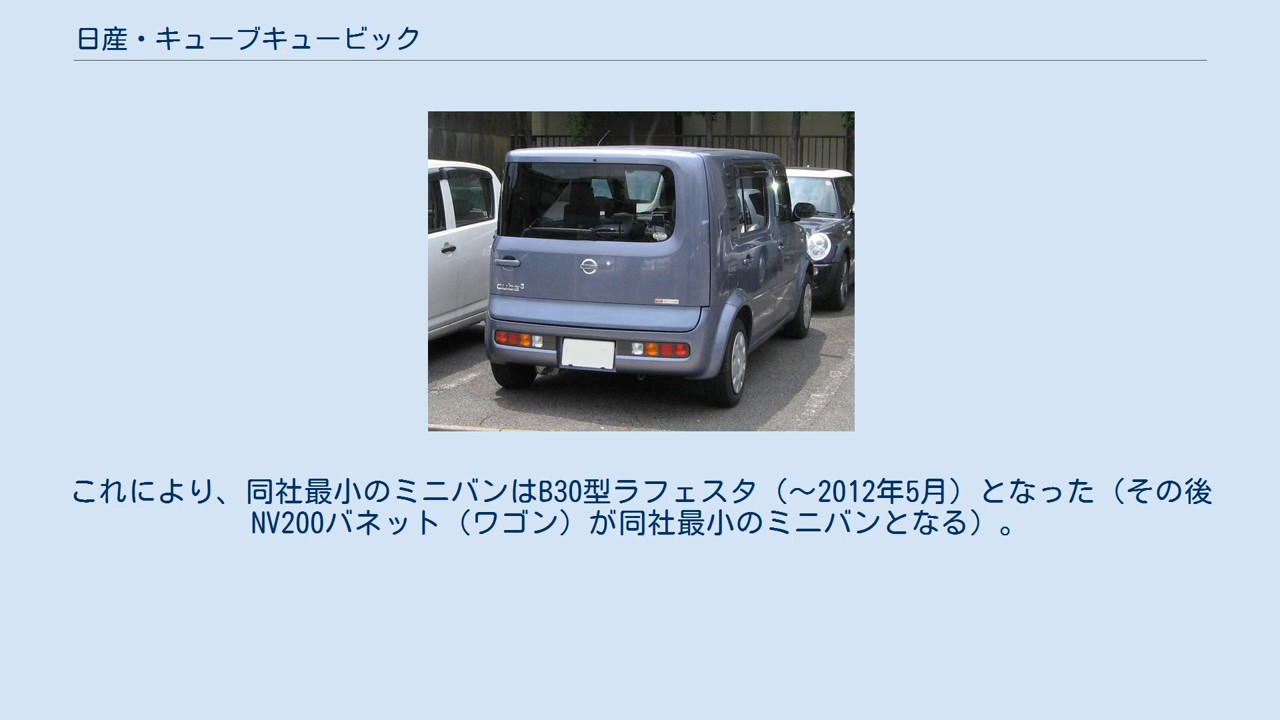 日産・キューブキュービック
cube³
これにより、同社最小のミニバンはB30型ラフェスタ（～2012年5月）となった（その後
NV200バネット（ワゴン）が同社最小のミニバンとなる）。